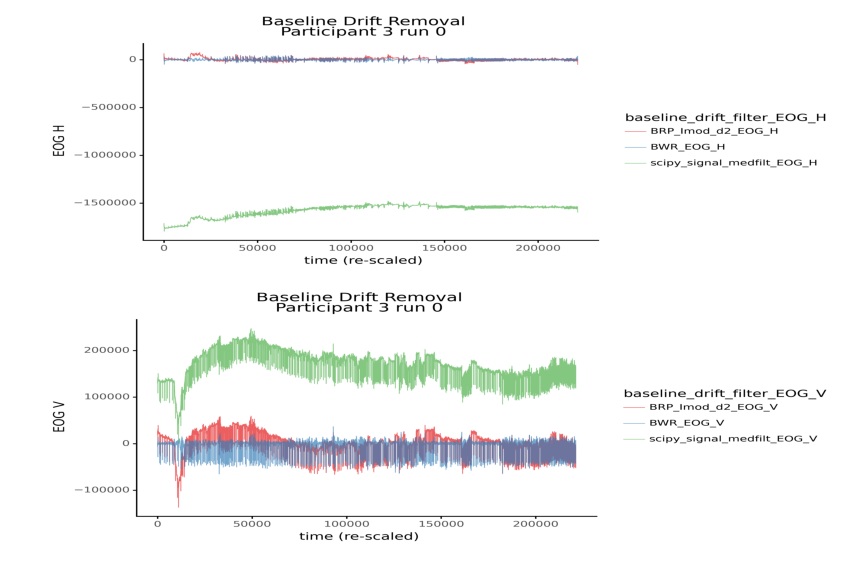 Baseline Drift Removal
Participant 3 run 0
EOG H
0
−500000
−1000000
−1500000
0
50000
100000
150000
200000
time (re-scaled)
baseline_drift_filter_EOG_H
BRP_lmod_d2_EOG_H
BWR_EOG_H
scipy_signal_medfilt_EOG_H
Baseline Drift Removal
Participant 3 run 0
EOG V
200000
100000
0
−100000
0
50000
100000
150000
200000
time (re-scaled)
baseline_drift_filter_EOG_V
BRP_lmod_d2_EOG_V
BWR_EOG_V
scipy_signal_medfilt_EOG_V